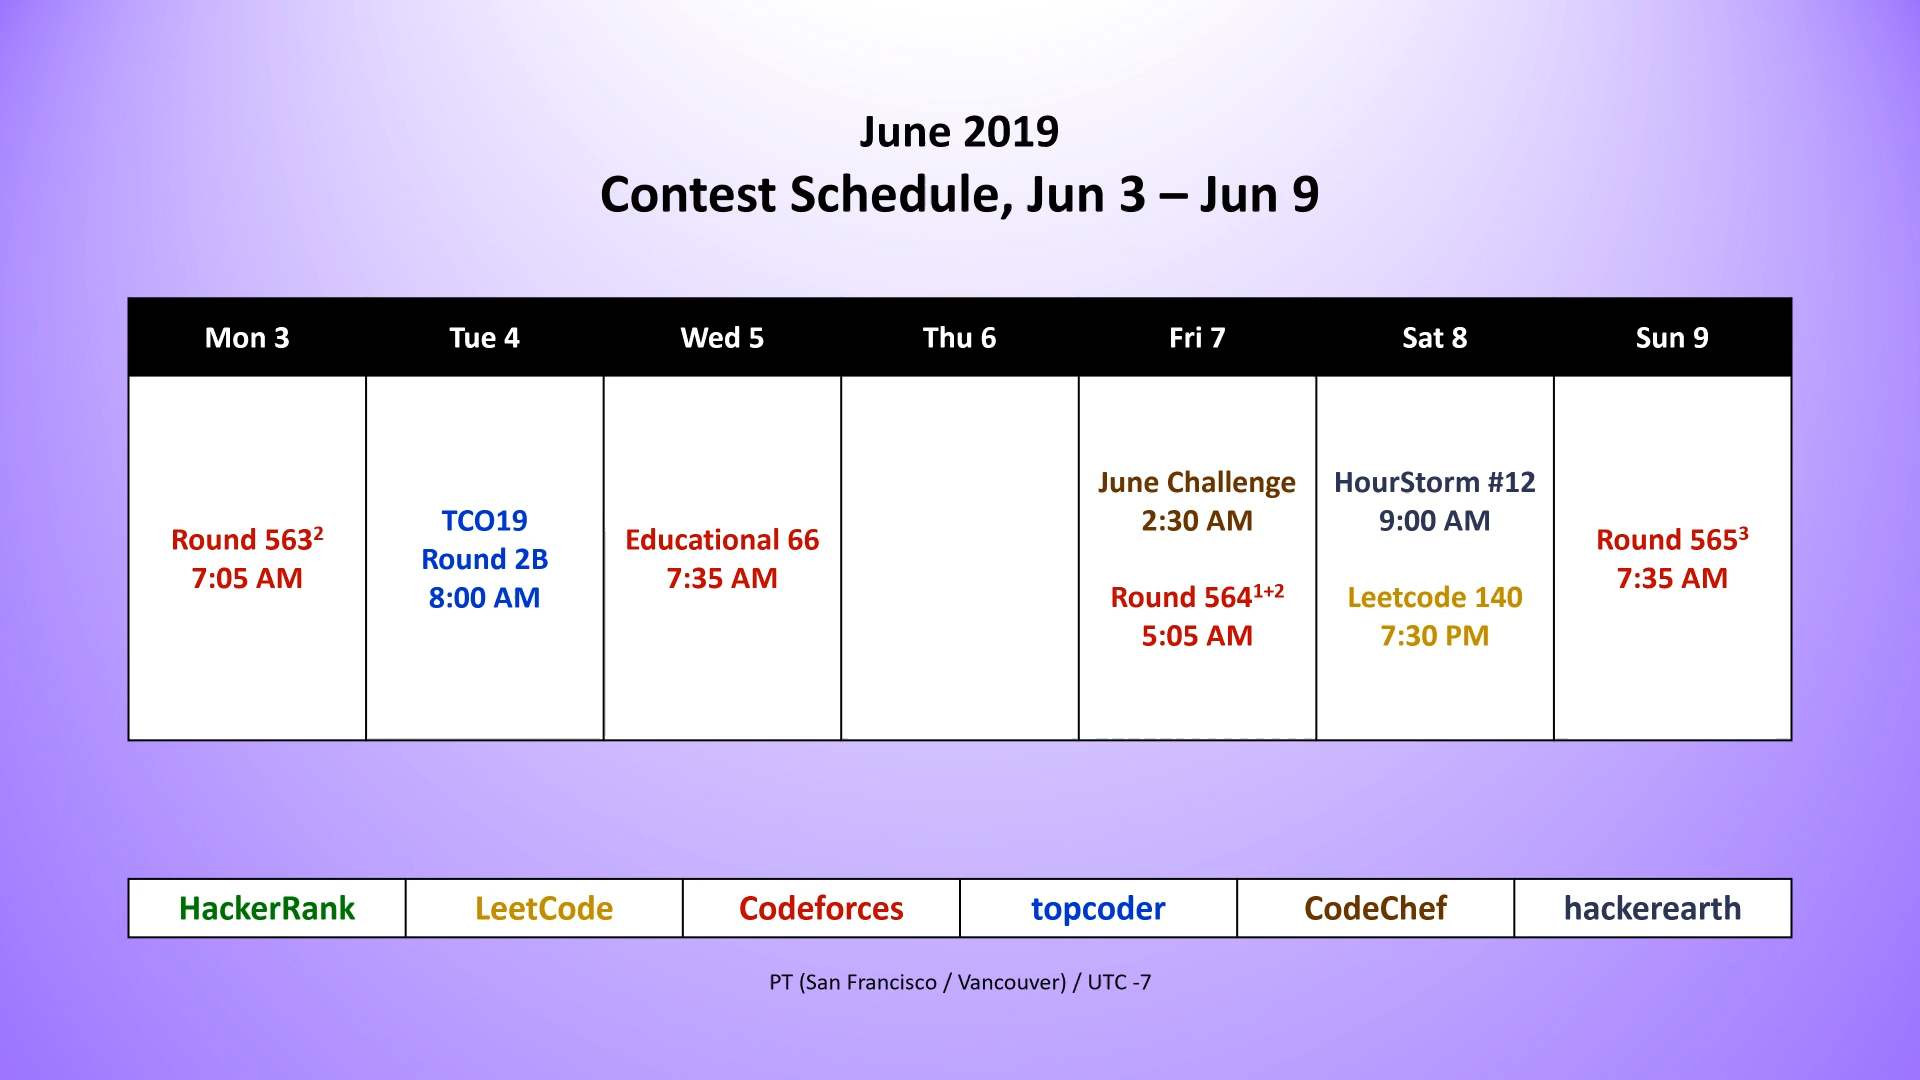 June 2019
Contest Schedule, Jun 3 – Jun 9
Mon 3
Tue 4
Wed 5
Thu 6
Fri 7
Sat 8
Sun 9
Round 563²
7:05 AM
TCO19
Round 2B
8:00 AM
Educational 66
7:35 AM
June Challenge
2:30 AM
Round 564¹⁺²
5:05 AM
HourStorm #12
9:00 AM
Leetcode 140
7:30 PM
Round 565³
7:35 AM
HackerRank
LeetCode
Codeforces
topcoder
CodeChef
hackerearth
PT (San Francisco / Vancouver) / UTC -7